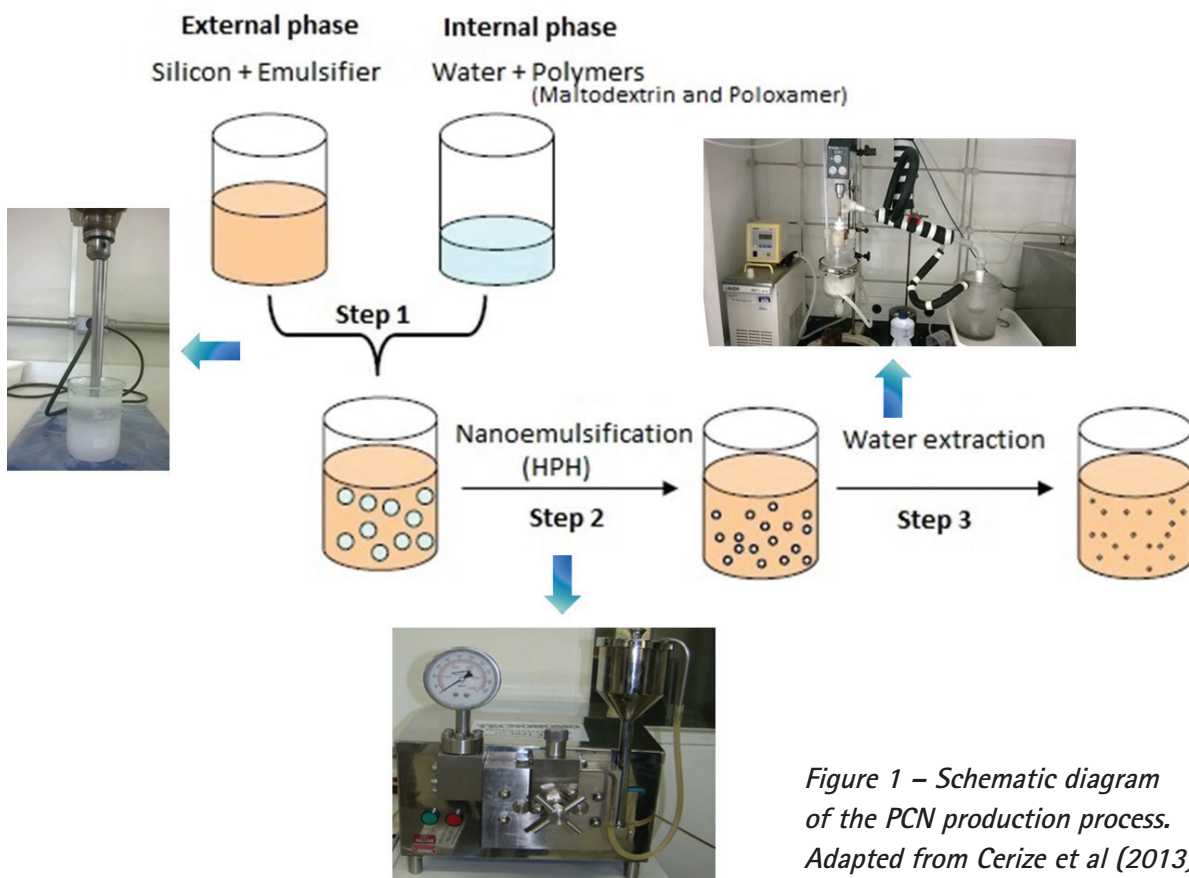 External phase
Silicon + Emulsifier
Internal phase
Water + Polymers
(Maltodextrin and Poloxamer)
Step 1
Nanoemulsification
(HPH)
Step 2
Water extraction
Step 3
Figure 1 – Schematic diagram
of the PCN production process.
Adapted from Cerize et al (2013)